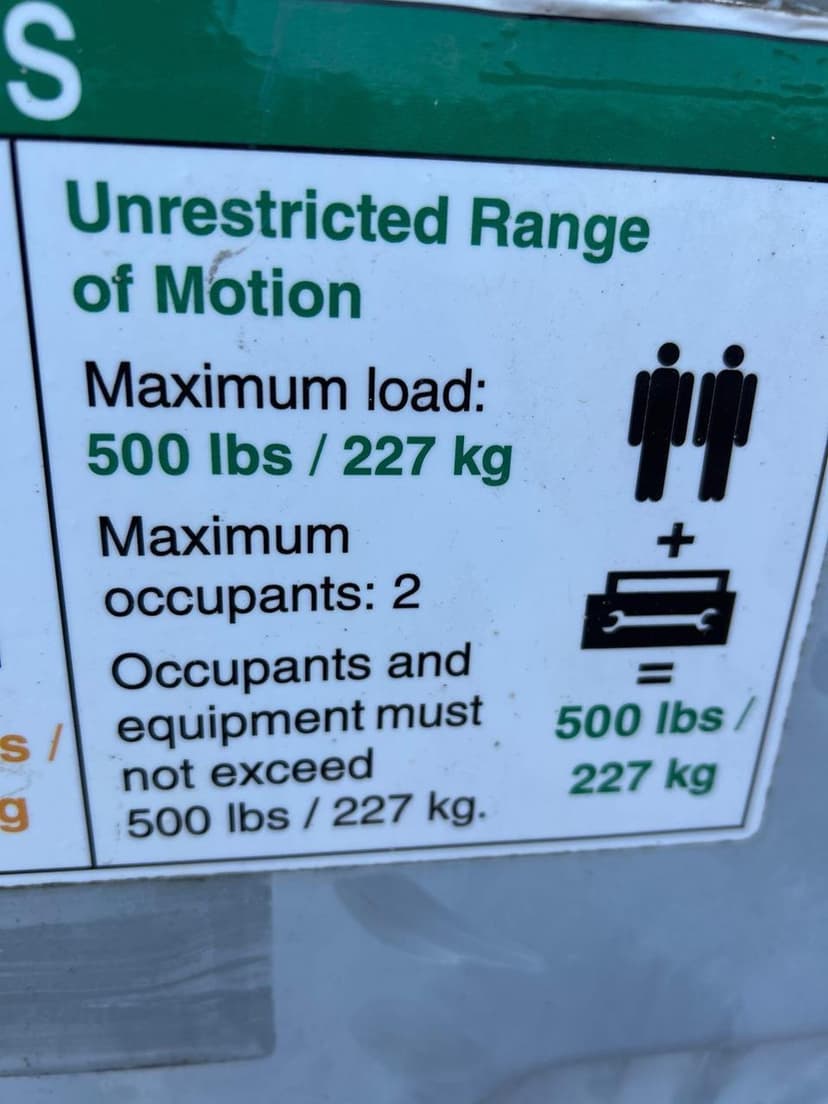 S
Unrestricted Range
of Motion
Maximum load:
500 lbs / 227 kg
Maximum
occupants: 2
Occupants and
equipment must
not exceed
500 lbs / 227 kg.
+
=
500 lbs /
227 kg
s /
g